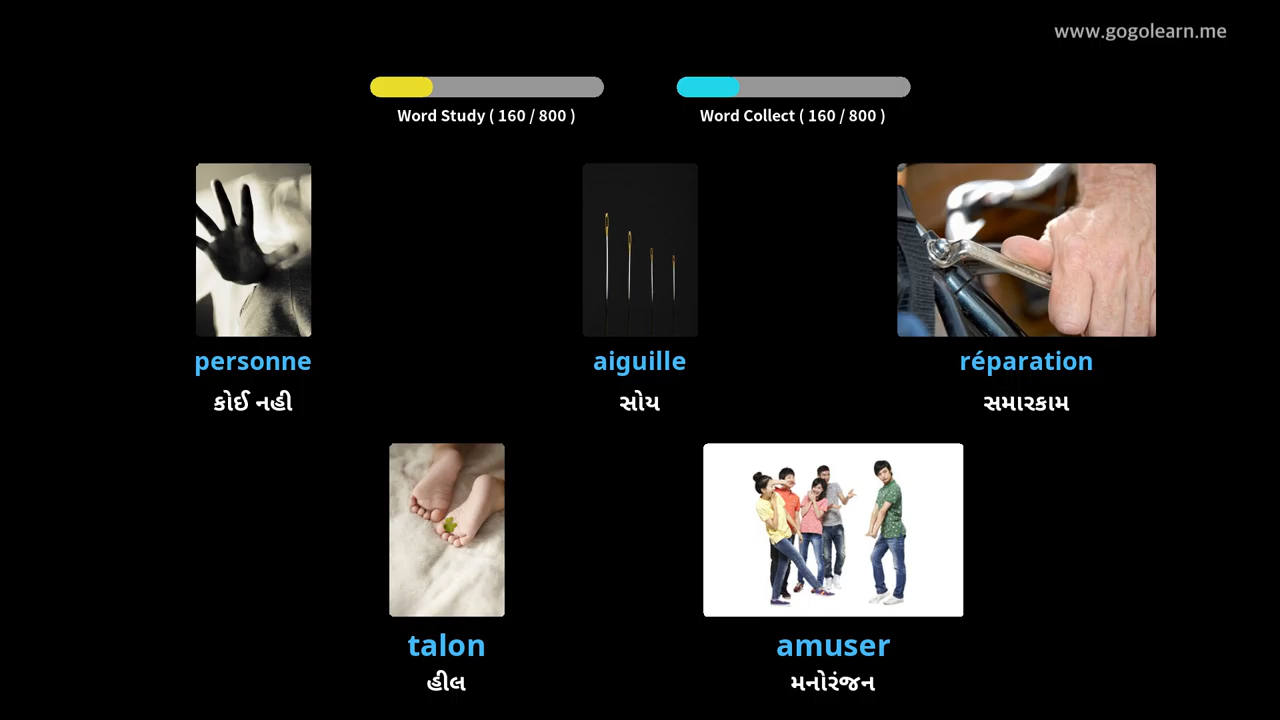 www.gogolearn.me
Word Study ( 160 / 800 )
Word Collect ( 160 / 800 )
personne
કોઈ નહી
aiguille
સોય
réparation
સમારકામ
talon
હીલ
amuser
મનોરંજન